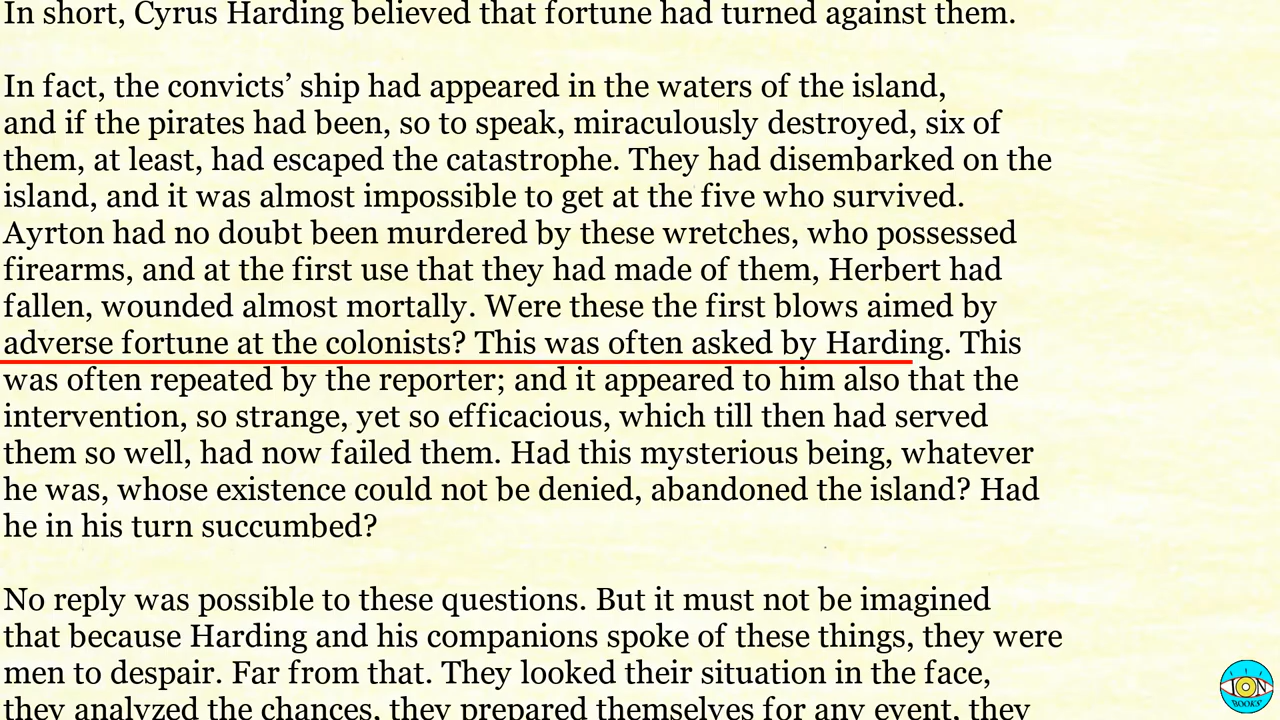 In short, Cyrus Harding believed that fortune had turned against them.
In fact, the convicts’ ship had appeared in the waters of the island,
and if the pirates had been, so to speak, miraculously destroyed, six of
them, at least, had escaped the catastrophe. They had disembarked on the
island, and it was almost impossible to get at the five who survived.
Ayrton had no doubt been murdered by these wretches, who possessed
firearms, and at the first use that they had made of them, Herbert had
fallen, wounded almost mortally. Were these the first blows aimed by
adverse fortune at the colonists? This was often asked by Harding. This
was often repeated by the reporter; and it appeared to him also that the
intervention, so strange, yet so efficacious, which till then had served
them so well, had now failed them. Had this mysterious being, whatever
he was, whose existence could not be denied, abandoned the island? Had
he in his turn succumbed?
No reply was possible to these questions. But it must not be imagined
that because Harding and his companions spoke of these things, they were
men to despair. Far from that. They looked their situation in the face,
they analyzed the chances, they prepared themselves for any event, they
ION
BOOKS